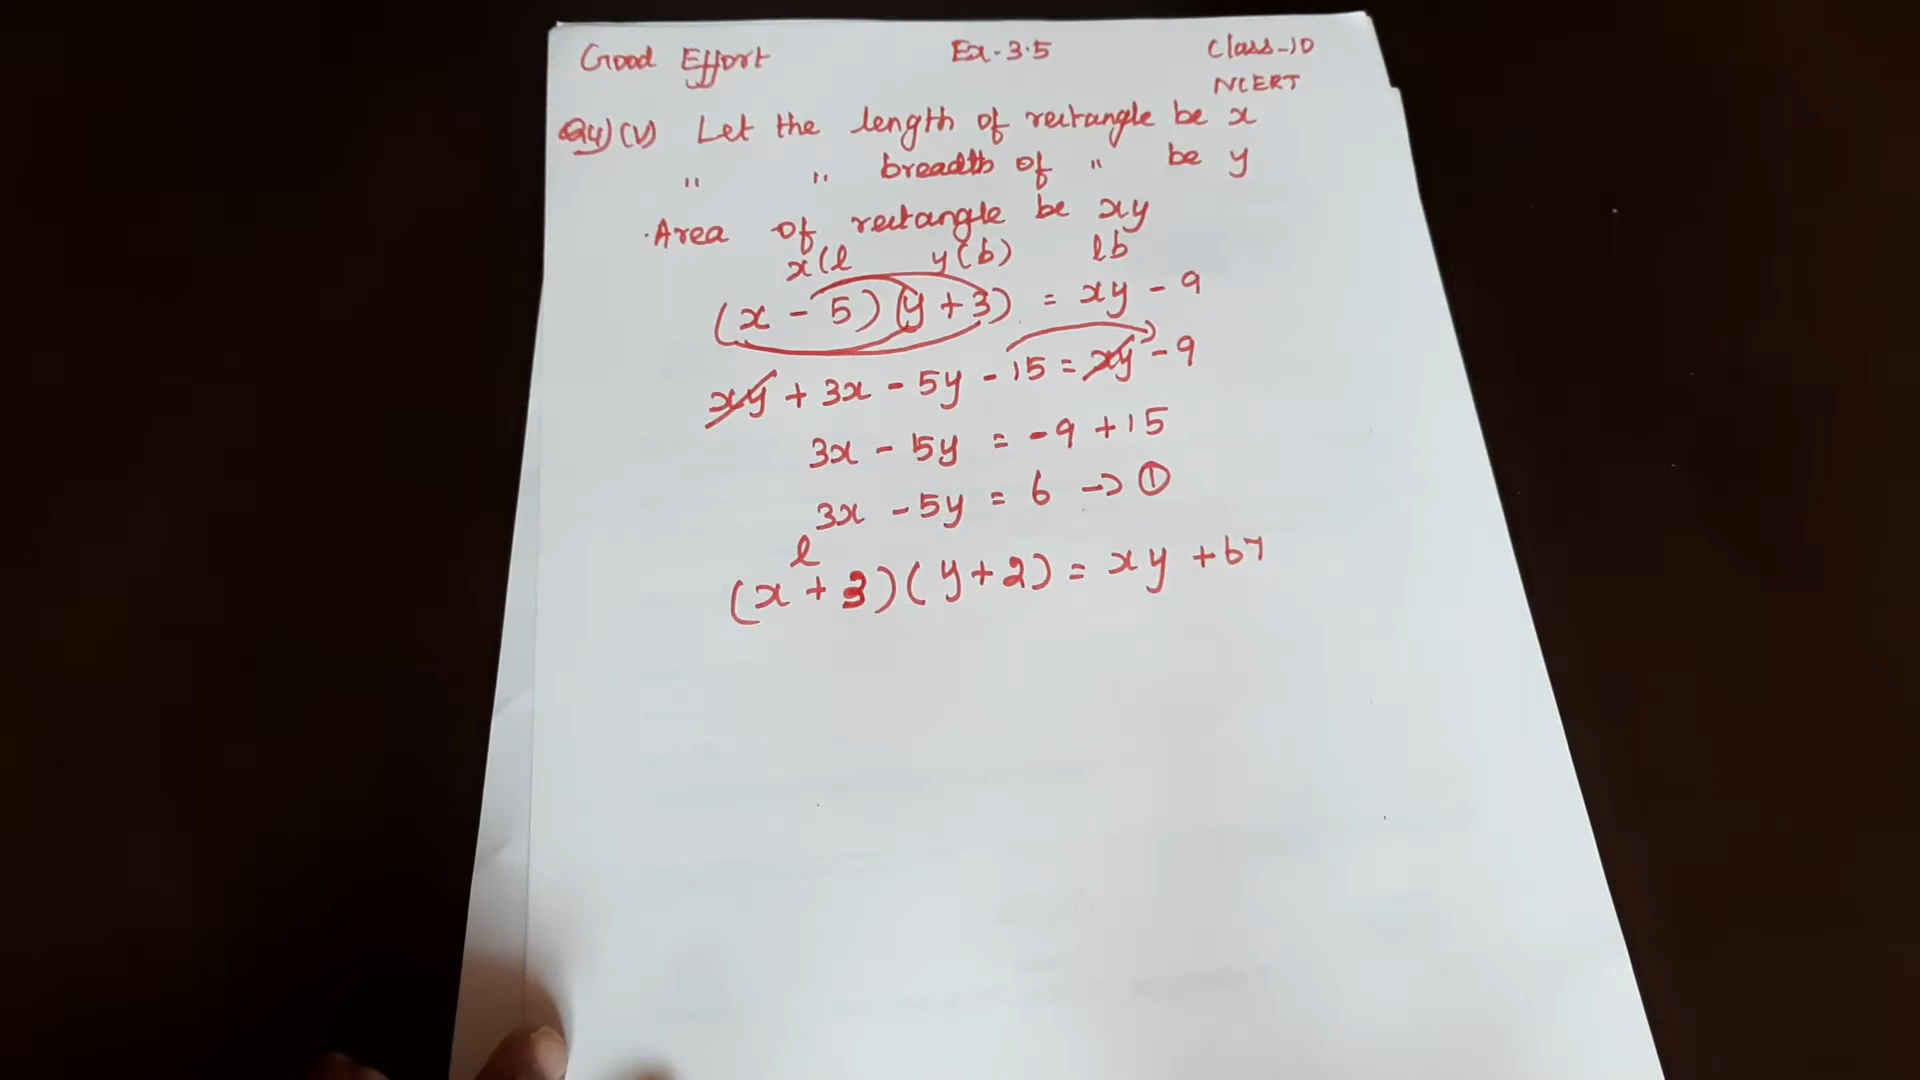 Good Effort Ex-3.5 Class-10
NCERT
Q4) (V) Let the length of rectangle be x
" " breadth of " be y
Area of rectangle be xy
x(l y(b) lb
(x - 5)(y + 3) = xy - 9
xy + 3x - 5y - 15 = xy - 9
3x - 5y = -9 + 15
3x - 5y = 6 → ①
l
(x + 3)(y + 2) = xy + 67